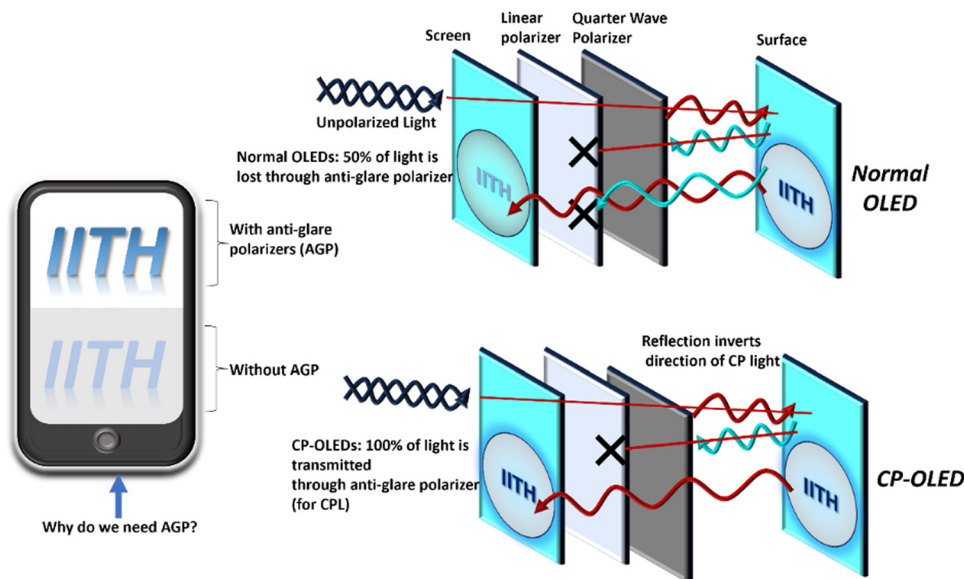 Screen
Linear
polarizer
Quarter Wave
Polarizer
Surface
Unpolarized Light
Normal OLEDs: 50% of light is
lost through anti-glare polarizer
IITH
IITH
Normal
OLED
IITH
With anti-glare
polarizers (AGP)
IITH
Without AGP
Why do we need AGP?
Reflection inverts
direction of CP light
CP-OLEDs: 100% of light is
transmitted
through anti-glare polarizer
(for CPL)
IITH
IITH
CP-OLED